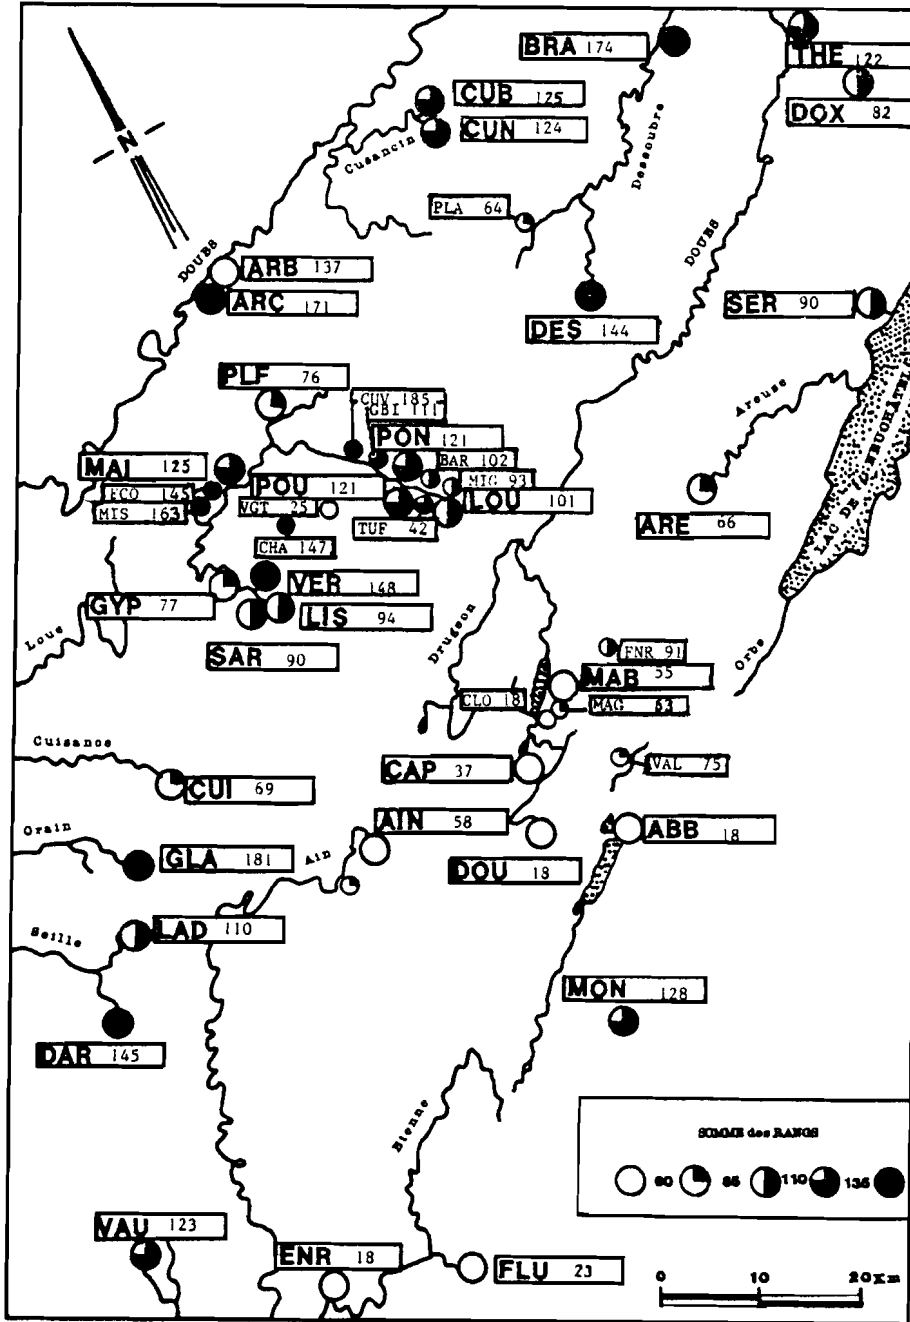 BRA 174
THE 122
CUB 125
DOX 82
CUN 124
Cusancin
Dessoubre
N
PLA 64
DOUBS
DOUBS
ARB 137
ARC 171
SER 90
DES 144
PLF 76
CUV 185
GBI 111
Areuse
LAC DE NEUCHÂTEL
PON 121
MAI 125
BAR 102
POU 121
MIG 93
ECO 145
LOU 101
MIS 163
VGT 25
TUF 42
ARE 66
CHA 147
VER 148
GYP 77
LIS 94
Loue
Drugeon
SAR 90
Orbe
FNR 91
MAB 55
CLO 18
MAG 63
Cuisance
CAP 37
VAL 75
CUI 69
AIN 58
ABB 18
Orain
GLA 181
Ain
DOU 18
LAD 110
Seille
MON 128
DAR 145
Bienne
SOMME des RANGS
60 85 110 135
VAU 123
ENR 18
FLU 23
0 10 20 Km